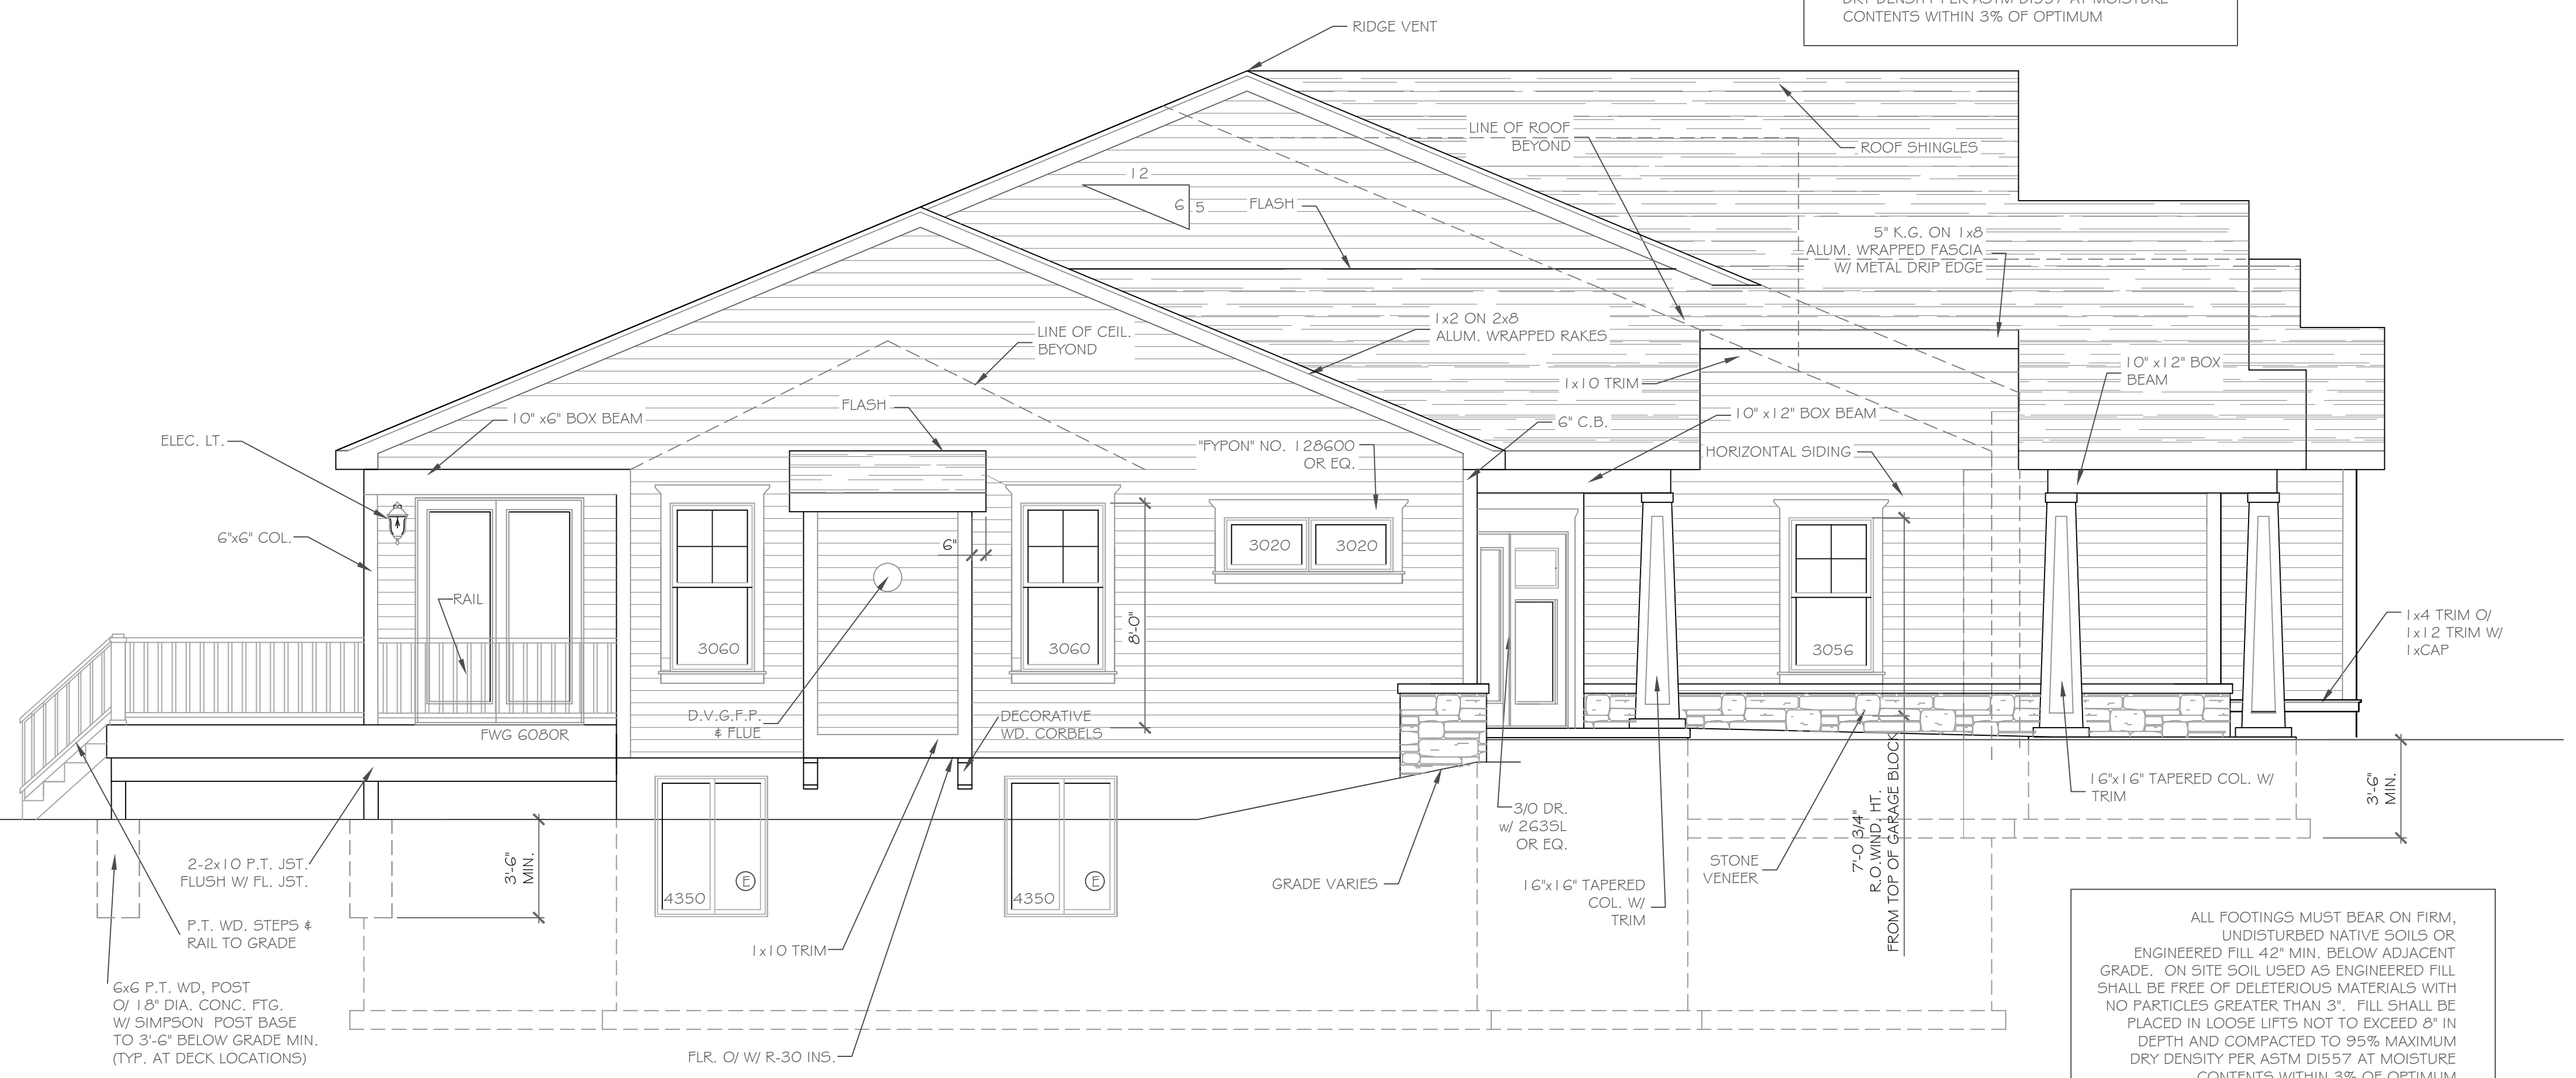 DRY DENSITY PER ASTM D1557 AT MOISTURE
CONTENTS WITHIN 3% OF OPTIMUM
RIDGE VENT
LINE OF ROOF
BEYOND
ROOF SHINGLES
12
6
5
FLASH
5" K.G. ON 1x8
ALUM. WRAPPED FASCIA
W/ METAL DRIP EDGE
1x2 ON 2x8
ALUM. WRAPPED RAKES
LINE OF CEIL.
BEYOND
10" x12" BOX
BEAM
1x10 TRIM
FLASH
10" x6" BOX BEAM
10" x12" BOX BEAM
6" C.B.
ELEC. LT.
"FYPON" NO. 128600
OR EQ.
HORIZONTAL SIDING
6"x6" COL.
6"
3020
3020
RAIL
8'-0"
3060
3060
3056
1x4 TRIM O/
1x12 TRIM W/
1xCAP
D.V.G.F.P.
& FLUE
DECORATIVE
WD. CORBELS
FWG 6080R
16"x16" TAPERED COL. W/
TRIM
3'-6"
MIN.
3/0 DR.
w/ 263SL
OR EQ.
7'-0 3/4"
R.O.WIND. HT.
FROM TOP OF GARAGE BLOCK
2-2x10 P.T. JST.
FLUSH W/ FL. JST.
3'-6"
MIN.
STONE
VENEER
E
E
4350
4350
GRADE VARIES
16"x16" TAPERED
COL. W/
TRIM
P.T. WD. STEPS &
RAIL TO GRADE
1x10 TRIM
6x6 P.T. WD, POST
O/ 18" DIA. CONC. FTG.
W/ SIMPSON POST BASE
TO 3'-6" BELOW GRADE MIN.
(TYP. AT DECK LOCATIONS)
FLR. O/ W/ R-30 INS.
ALL FOOTINGS MUST BEAR ON FIRM,
UNDISTURBED NATIVE SOILS OR
ENGINEERED FILL 42" MIN. BELOW ADJACENT
GRADE. ON SITE SOIL USED AS ENGINEERED FILL
SHALL BE FREE OF DELETERIOUS MATERIALS WITH
NO PARTICLES GREATER THAN 3". FILL SHALL BE
PLACED IN LOOSE LIFTS NOT TO EXCEED 8" IN
DEPTH AND COMPACTED TO 95% MAXIMUM
DRY DENSITY PER ASTM D1557 AT MOISTURE
CONTENTS WITHIN 3% OF OPTIMUM